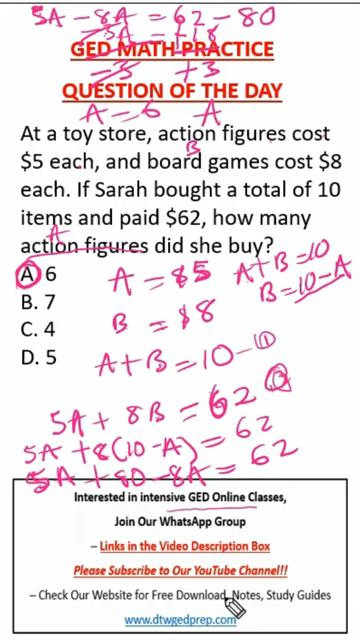 5A - 8A = 62 - 80
-3A = +18
GED MATH PRACTICE
-3 +3
QUESTION OF THE DAY
A = 6 A
At a toy store, action figures cost
B
$5 each, and board games cost $8
each. If Sarah bought a total of 10
items and paid $62, how many
A
action figures did she buy?
A. 6
B. 7
C. 4
D. 5
A = $5
A+B=10
B=10-A
B = $8
A+B=10-①
5A + 8B = 62 ②
5A + 8(10-A) = 62
5A + 80 - 8A = 62
Interested in intensive GED Online Classes,
Join Our WhatsApp Group
– Links in the Video Description Box
Please Subscribe to Our YouTube Channel!!
– Check Our Website for Free Download, Notes, Study Guides
www.dtwgedprep.com